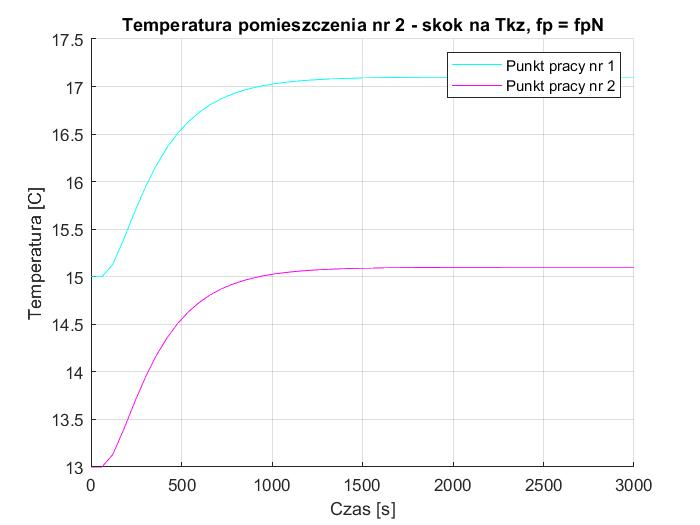 Temperatura pomieszczenia nr 2 - skok na Tkz, fp = fpN
Punkt pracy nr 1
Punkt pracy nr 2
Temperatura [C]
17.5
17
16.5
16
15.5
15
14.5
14
13.5
13
0 500 1000 1500 2000 2500 3000
Czas [s]